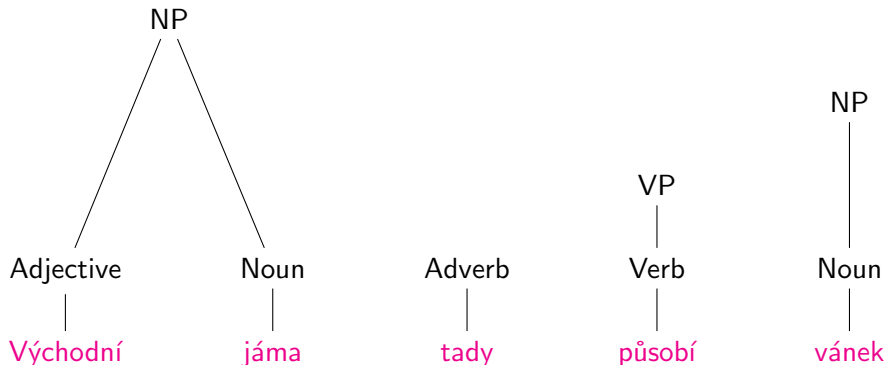 NP
NP
VP
Adjective Noun Adverb Verb Noun
Východní jáma tady působí vánek